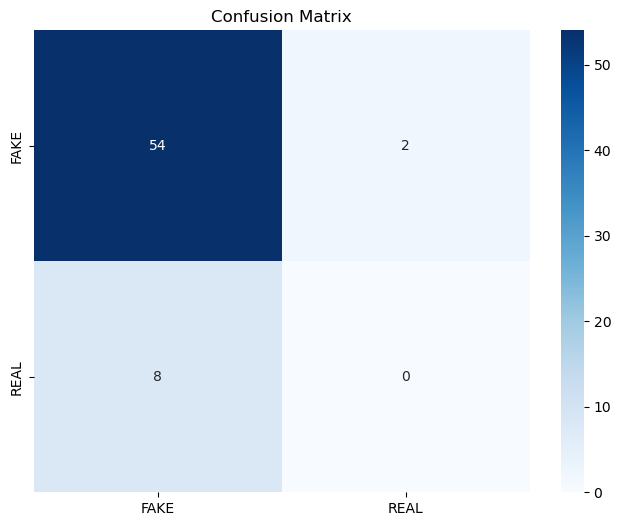 Confusion Matrix
FAKE
54
2
50
40
30
20
10
0
REAL
8
0
FAKE
REAL